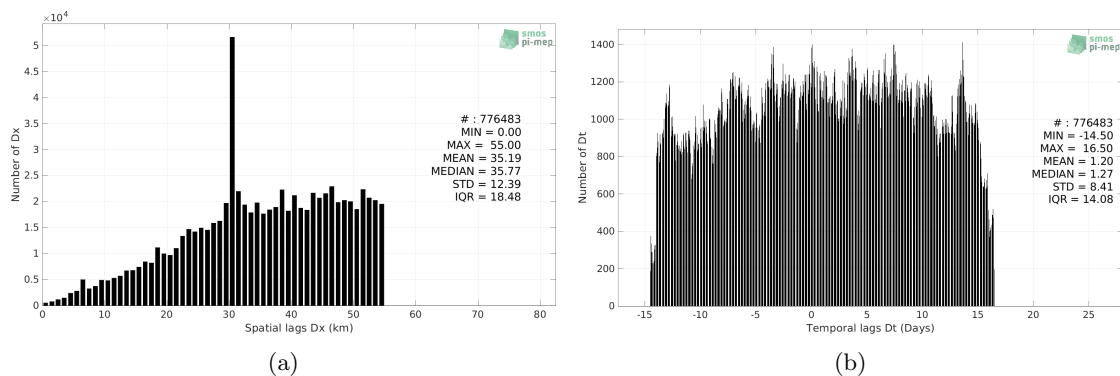 ×10⁴
5
4.5
4
3.5
3
2.5
2
1.5
1
0.5
0
Number of Dx
smos
pi-mep
# : 776483
MIN = 0.00
MAX = 55.00
MEAN = 35.19
MEDIAN = 35.77
STD = 12.39
IQR = 18.48
0 10 20 30 40 50 60 70 80
Spatial lags Dx (km)
(a)
1400
1200
1000
800
600
400
200
0
Number of Dt
smos
pi-mep
# : 776483
MIN = -14.50
MAX = 16.50
MEAN = 1.20
MEDIAN = 1.27
STD = 8.41
IQR = 14.08
-15 -10 -5 0 5 10 15 20 25
Temporal lags Dt (Days)
(b)